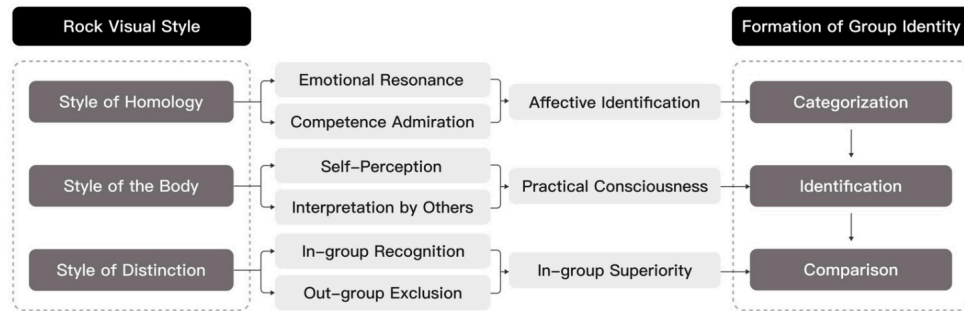 Rock Visual Style
Formation of Group Identity
Style of Homology
Emotional Resonance
Competence Admiration
Affective Identification
Categorization
Style of the Body
Self-Perception
Interpretation by Others
Practical Consciousness
Identification
Style of Distinction
In-group Recognition
Out-group Exclusion
In-group Superiority
Comparison